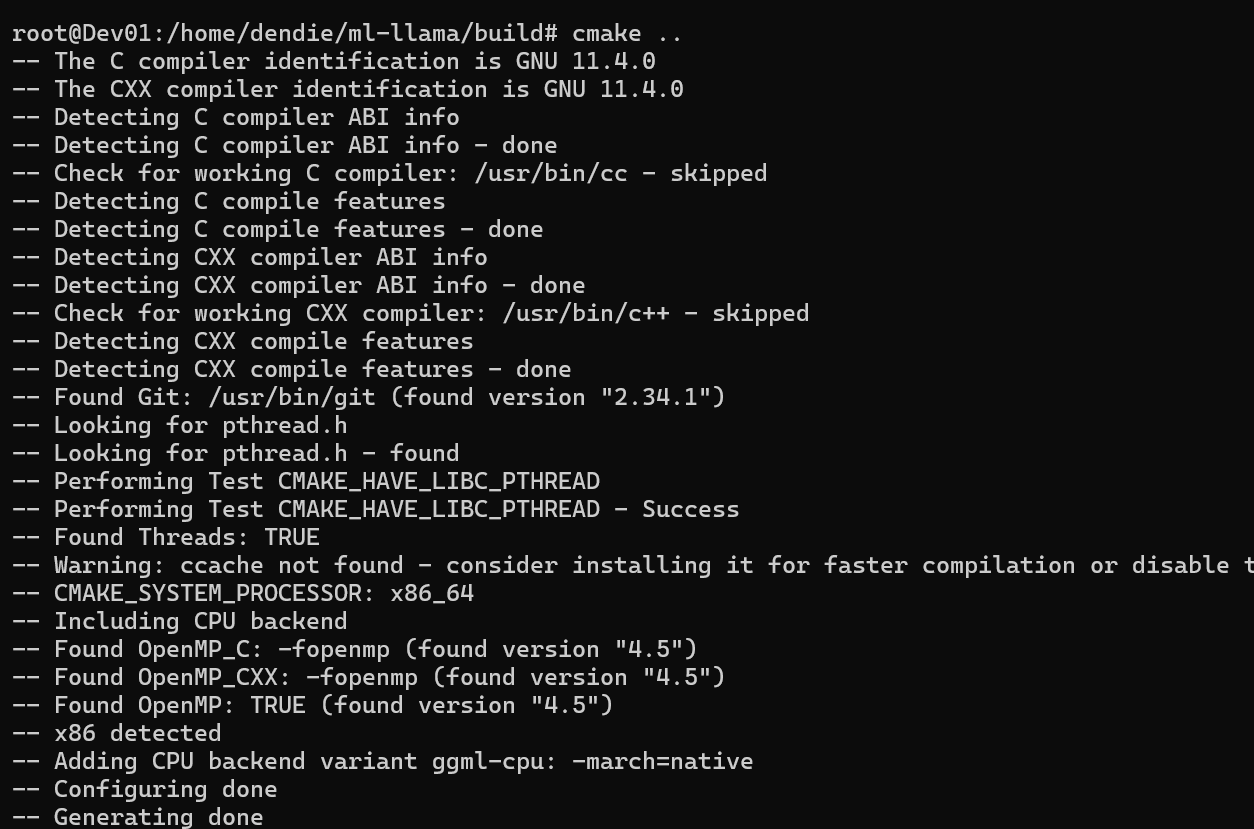 root@Dev01:/home/dendie/ml-llama/build# cmake ..
-- The C compiler identification is GNU 11.4.0
-- The CXX compiler identification is GNU 11.4.0
-- Detecting C compiler ABI info
-- Detecting C compiler ABI info - done
-- Check for working C compiler: /usr/bin/cc - skipped
-- Detecting C compile features
-- Detecting C compile features - done
-- Detecting CXX compiler ABI info
-- Detecting CXX compiler ABI info - done
-- Check for working CXX compiler: /usr/bin/c++ - skipped
-- Detecting CXX compile features
-- Detecting CXX compile features - done
-- Found Git: /usr/bin/git (found version "2.34.1")
-- Looking for pthread.h
-- Looking for pthread.h - found
-- Performing Test CMAKE_HAVE_LIBC_PTHREAD
-- Performing Test CMAKE_HAVE_LIBC_PTHREAD - Success
-- Found Threads: TRUE
-- Warning: ccache not found - consider installing it for faster compilation or disable t
-- CMAKE_SYSTEM_PROCESSOR: x86_64
-- Including CPU backend
-- Found OpenMP_C: -fopenmp (found version "4.5")
-- Found OpenMP_CXX: -fopenmp (found version "4.5")
-- Found OpenMP: TRUE (found version "4.5")
-- x86 detected
-- Adding CPU backend variant ggml-cpu: -march=native
-- Configuring done
-- Generating done